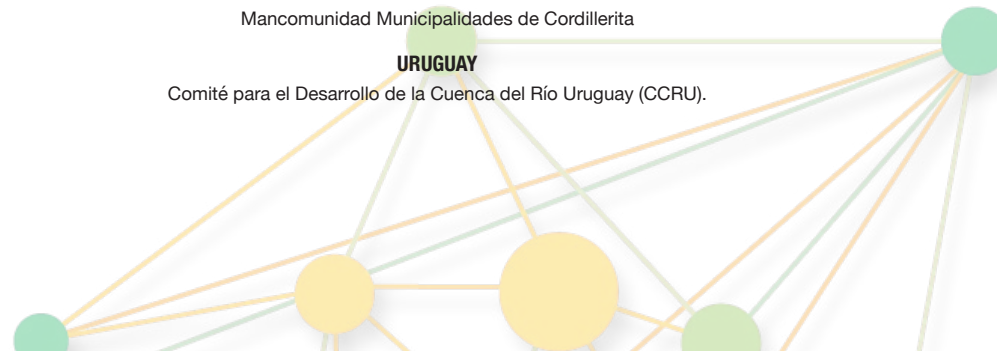 Mancomunidad Municipalidades de Cordillerita
URUGUAY
Comité para el Desarrollo de la Cuenca del Río Uruguay (CCRU).